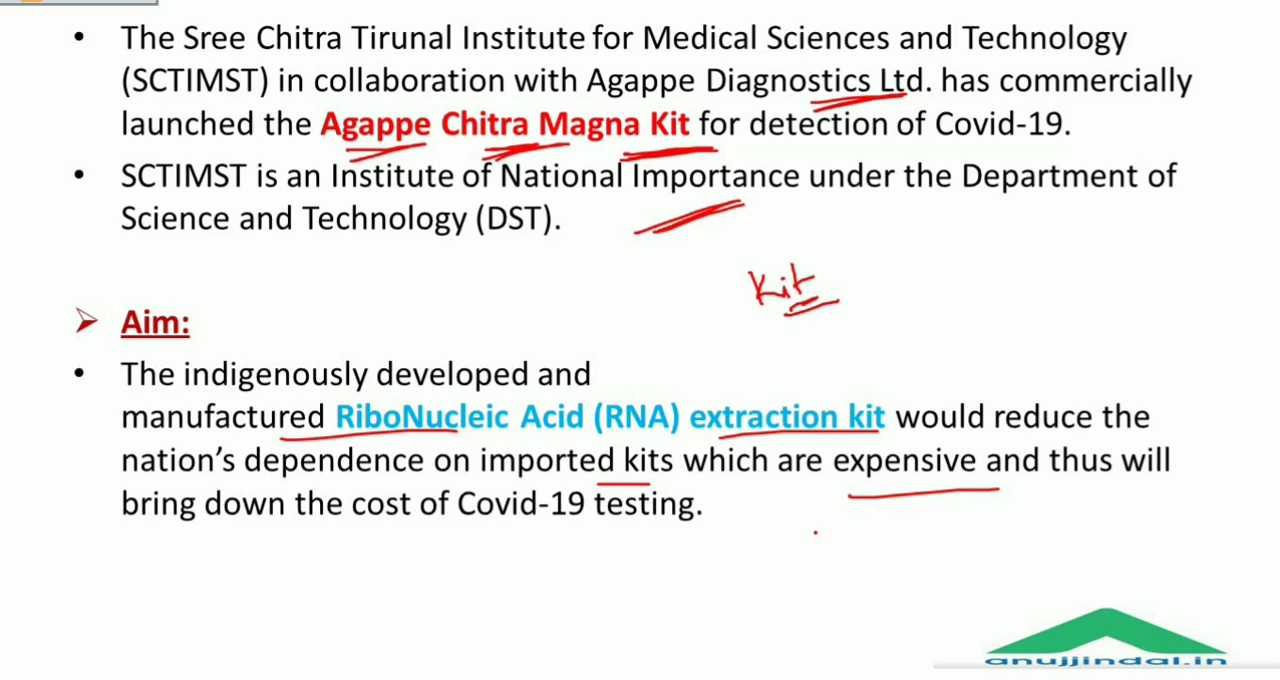 • The Sree Chitra Tirunal Institute for Medical Sciences and Technology
(SCTIMST) in collaboration with Agappe Diagnostics Ltd. has commercially
launched the Agappe Chitra Magna Kit for detection of Covid-19.
• SCTIMST is an Institute of National Importance under the Department of
Science and Technology (DST).
Kit
➢ Aim:
• The indigenously developed and
manufactured RiboNucleic Acid (RNA) extraction kit would reduce the
nation’s dependence on imported kits which are expensive and thus will
bring down the cost of Covid-19 testing.
anujjindal.in